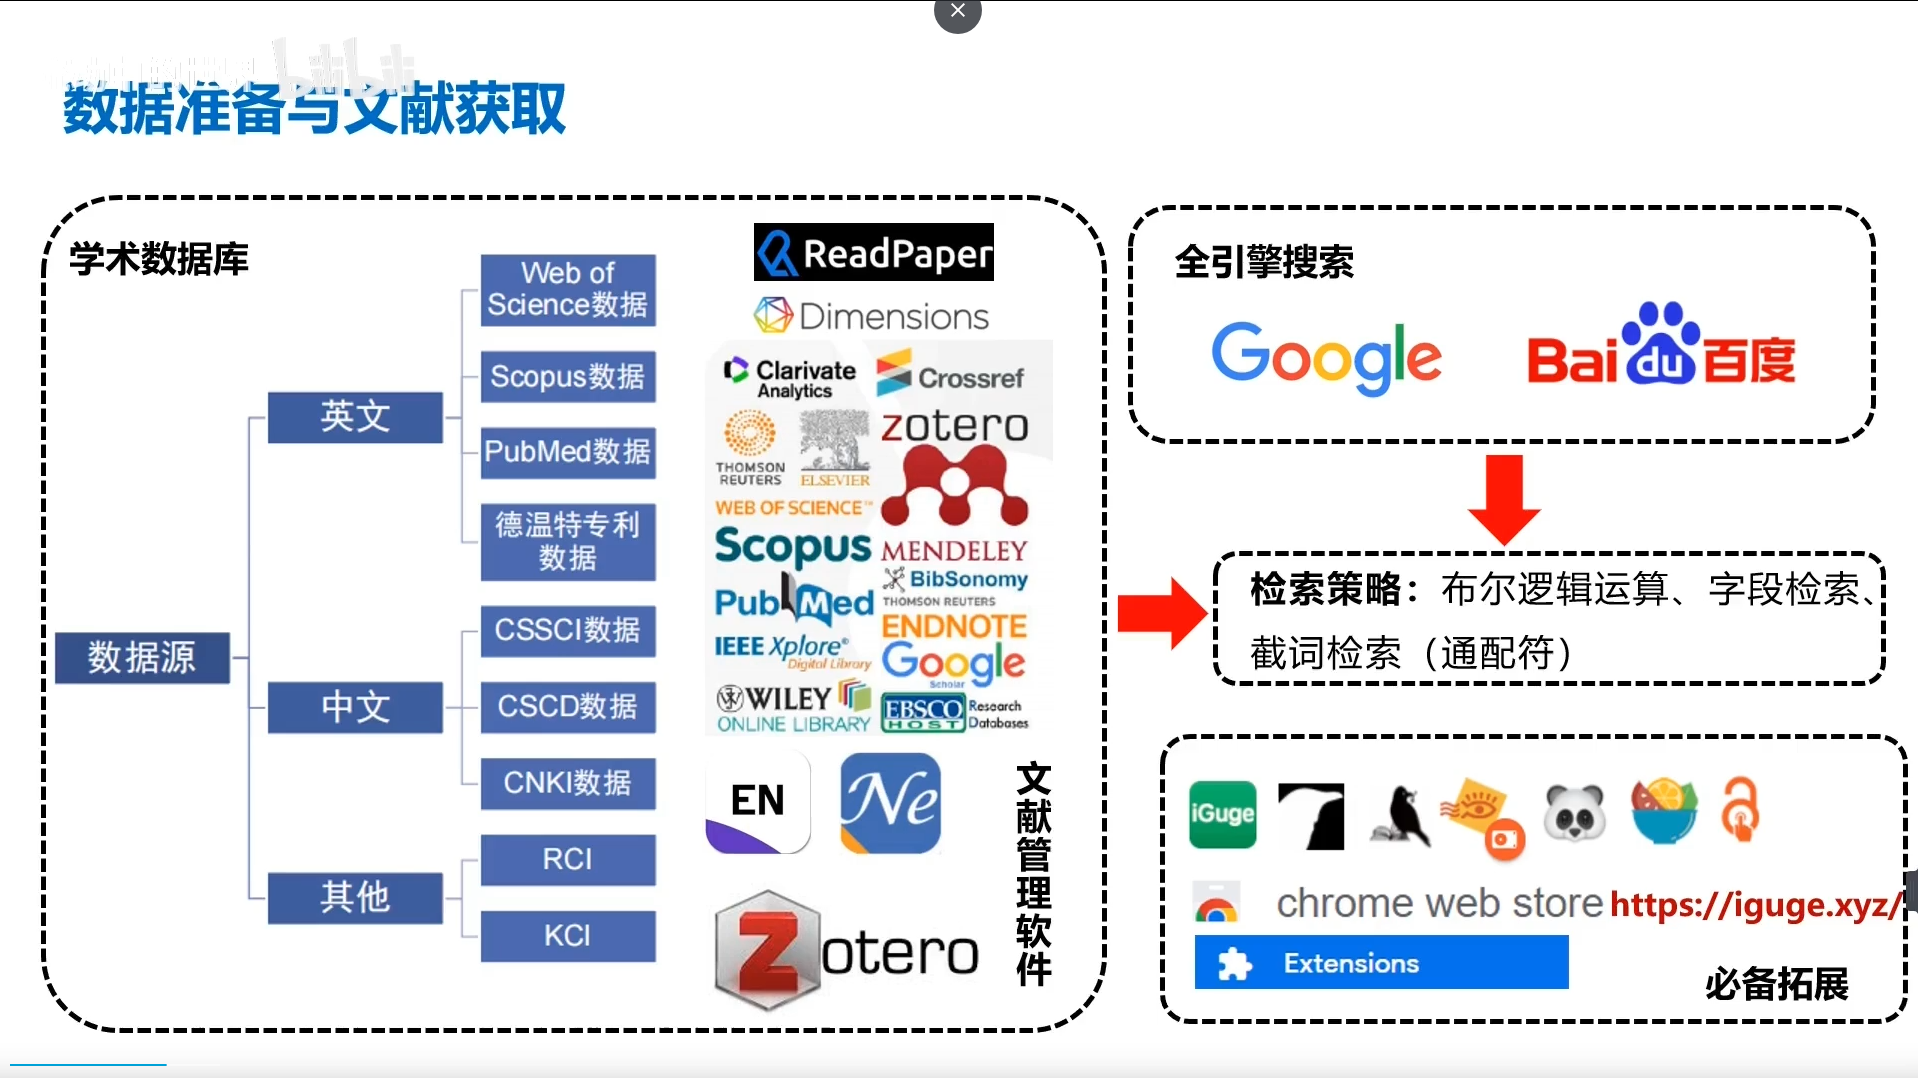 bilibili
数据准备与文献获取
学术数据库
数据源
英文
Web of
Science数据
Scopus数据
PubMed数据
德温特专利
数据
中文
CSSCI数据
CSCD数据
CNKI数据
其他
RCI
KCI
ReadPaper
Dimensions
Clarivate
Analytics
Crossref
THOMSON
REUTERS
ELSEVIER
zotero
WEB OF SCIENCE™
Scopus
MENDELEY
PubMed
BibSonomy
THOMSON REUTERS
ENDNOTE
IEEE Xplore®
Digital Library
Google
Scholar
WILEY
ONLINE LIBRARY
EBSCO
HOST
Research
Databases
EN
Ne
Zotero
文献管理软件
全引擎搜索
Google
Bai du 百度
检索策略：布尔逻辑运算、字段检索、
截词检索（通配符）
iGuge
chrome web store https://iguge.xyz/
Extensions
必备拓展